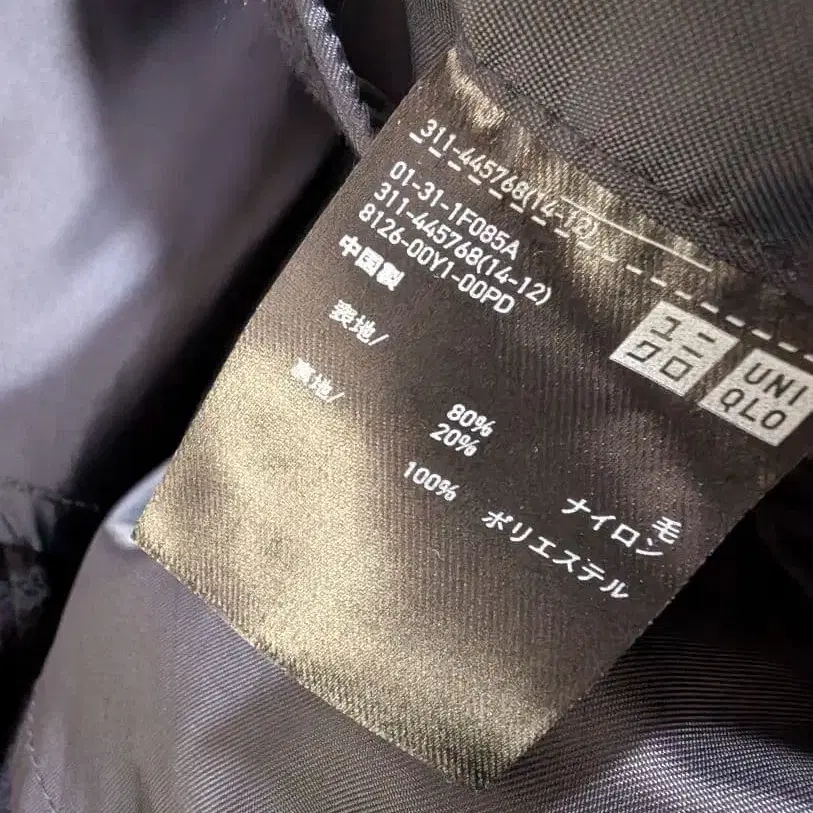 311-445768(14-12)
01-31-1F085A
311-445768(14-12)
8126-00Y1-00PD
中国製
ユニ
クロ
UNI
QLO
表地/
80% 毛
20% ナイロン
裏地/
100% ポリエステル